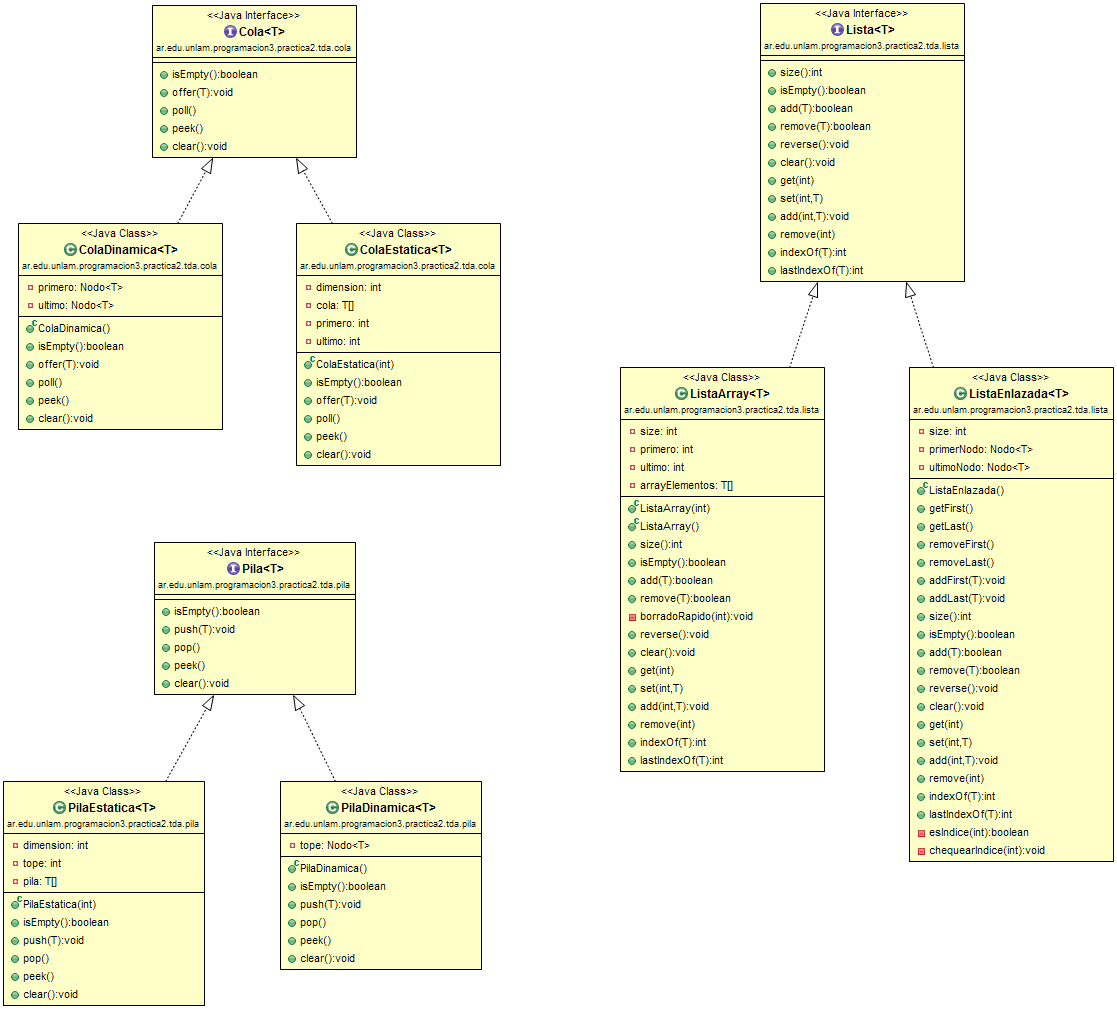 <<Java Interface>>
Cola<T>
ar.edu.unlam.programacion3.practica2.tda.cola
isEmpty():boolean
offer(T):void
poll()
peek()
clear():void
<<Java Class>>
ColaDinamica<T>
ar.edu.unlam.programacion3.practica2.tda.cola
primero: Nodo<T>
ultimo: Nodo<T>
ColaDinamica()
isEmpty():boolean
offer(T):void
poll()
peek()
clear():void
<<Java Class>>
ColaEstatica<T>
ar.edu.unlam.programacion3.practica2.tda.cola
dimension: int
cola: T[]
primero: int
ultimo: int
ColaEstatica(int)
isEmpty():boolean
offer(T):void
poll()
peek()
clear():void
<<Java Interface>>
Pila<T>
ar.edu.unlam.programacion3.practica2.tda.pila
isEmpty():boolean
push(T):void
pop()
peek()
clear():void
<<Java Class>>
PilaEstatica<T>
ar.edu.unlam.programacion3.practica2.tda.pila
dimension: int
tope: int
pila: T[]
PilaEstatica(int)
isEmpty():boolean
push(T):void
pop()
peek()
clear():void
<<Java Class>>
PilaDinamica<T>
ar.edu.unlam.programacion3.practica2.tda.pila
tope: Nodo<T>
PilaDinamica()
isEmpty():boolean
push(T):void
pop()
peek()
clear():void
<<Java Interface>>
Lista<T>
ar.edu.unlam.programacion3.practica2.tda.lista
size():int
isEmpty():boolean
add(T):boolean
remove(T):boolean
reverse():void
clear():void
get(int)
set(int,T)
add(int,T):void
remove(int)
indexOf(T):int
lastIndexOf(T):int
<<Java Class>>
ListaArray<T>
ar.edu.unlam.programacion3.practica2.tda.lista
size: int
primero: int
ultimo: int
arrayElementos: T[]
ListaArray(int)
ListaArray()
size():int
isEmpty():boolean
add(T):boolean
remove(T):boolean
borradoRapido(int):void
reverse():void
clear():void
get(int)
set(int,T)
add(int,T):void
remove(int)
indexOf(T):int
lastIndexOf(T):int
<<Java Class>>
ListaEnlazada<T>
ar.edu.unlam.programacion3.practica2.tda.lista
size: int
primerNodo: Nodo<T>
ultimoNodo: Nodo<T>
ListaEnlazada()
getFirst()
getLast()
removeFirst()
removeLast()
addFirst(T):void
addLast(T):void
size():int
isEmpty():boolean
add(T):boolean
remove(T):boolean
reverse():void
clear():void
get(int)
set(int,T)
add(int,T):void
remove(int)
indexOf(T):int
lastIndexOf(T):int
esIndice(int):boolean
chequearIndice(int):void